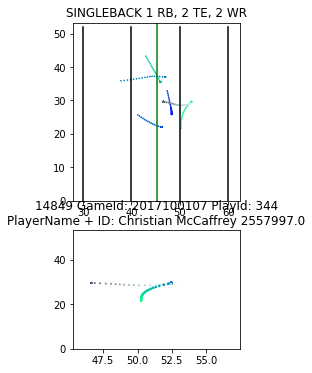 SINGLEBACK 1 RB, 2 TE, 2 WR
50
40
30
20
10
0
30 40 50 60
14849 GameId: 2017100107 PlayId: 344
PlayerName + ID: Christian McCaffrey 2557997.0
40
20
0
47.5 50.0 52.5 55.0